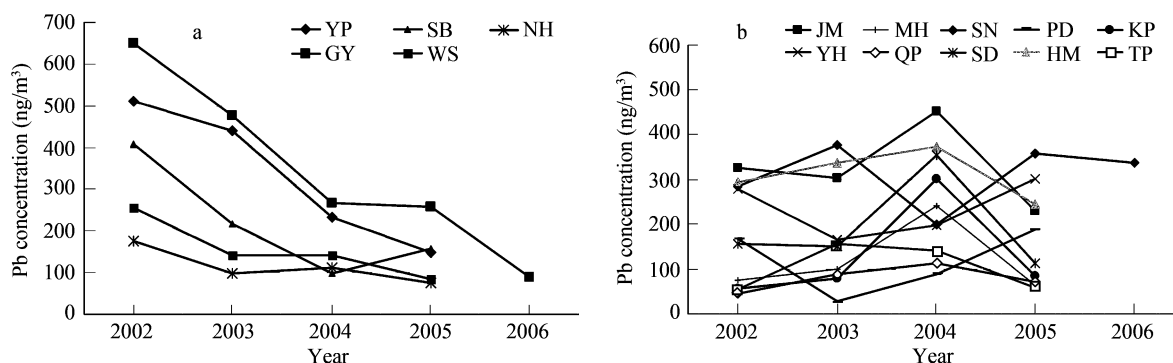 a
YP SB NH
GY WS
Pb concentration (ng/m³)
700
600
500
400
300
200
100
0
2002 2003 2004 2005 2006
Year
b
JM MH SN PD KP
YH QP SD HM TP
Pb concentration (ng/m³)
600
500
400
300
200
100
0
2002 2003 2004 2005 2006
Year